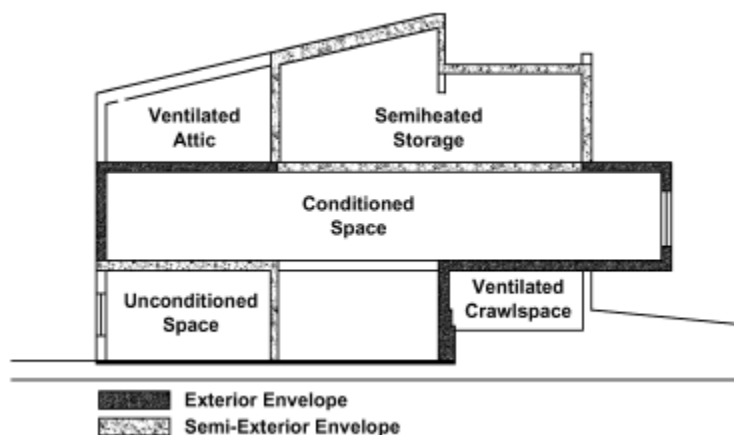 Ventilated
Attic
Semiheated
Storage
Conditioned
Space
Unconditioned
Space
Ventilated
Crawlspace
Exterior Envelope
Semi-Exterior Envelope